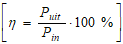 [η = P_uit / P_in · 100 %]